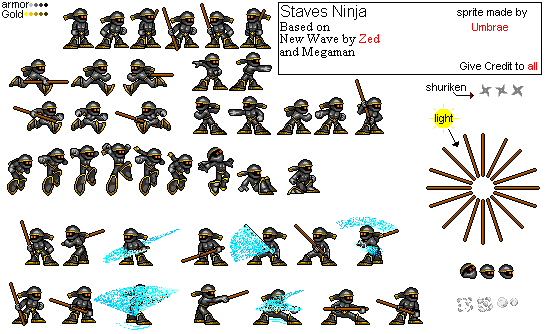 armor
Gold
Staves Ninja
Based on
New Wave by Zed
and Megaman
sprite made by
Umbrae
Give Credit to all
shuriken
light